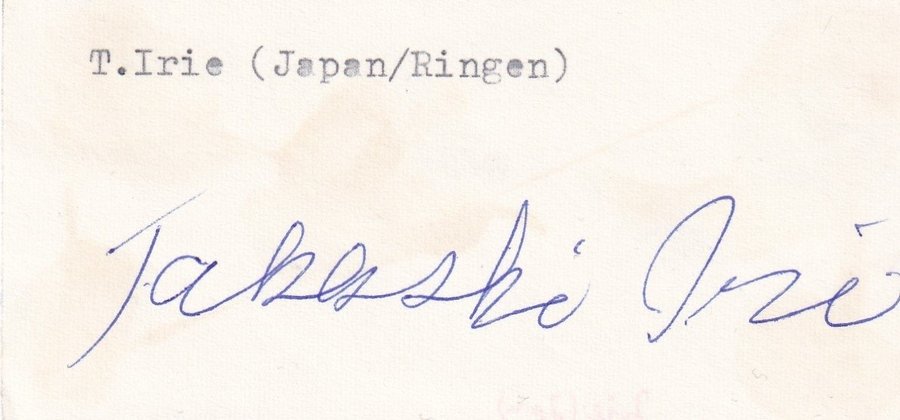 T.Irie (Japan/Ringen)
Takashi Irie